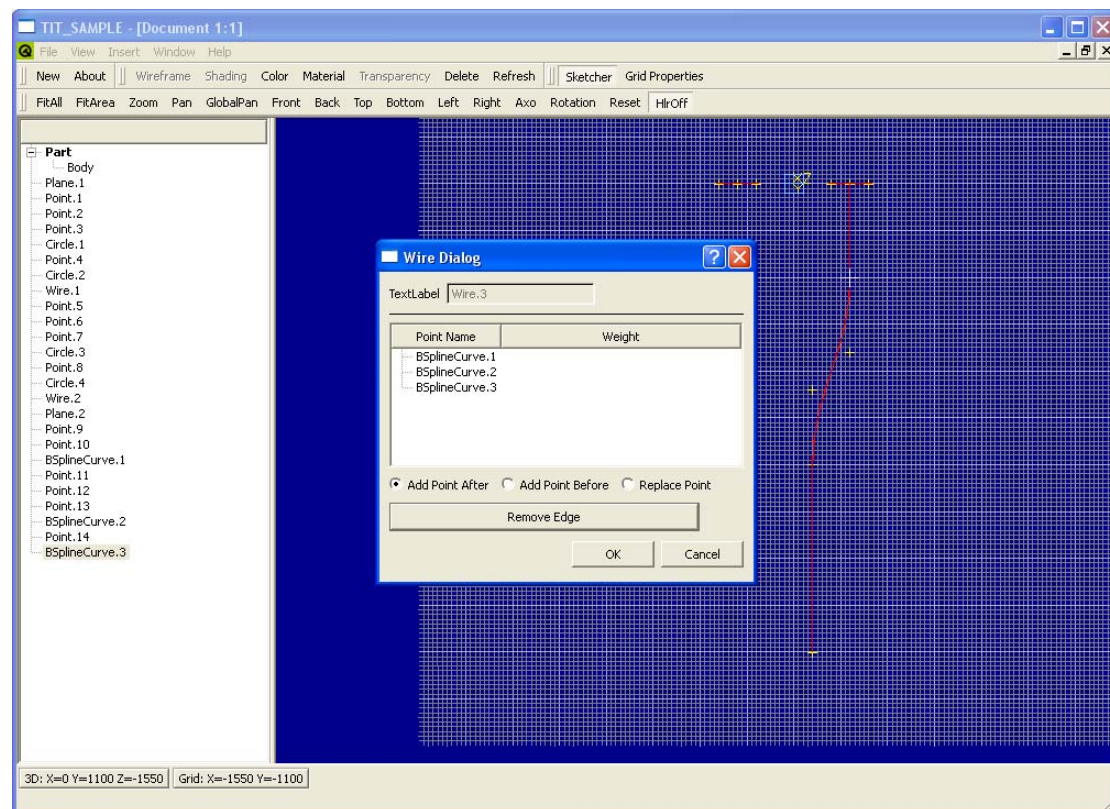 TIT_SAMPLE - [Document 1:1]
File View Insert Window Help
New About Wireframe Shading Color Material Transparency Delete Refresh Sketcher Grid Properties
FitAll FitArea Zoom Pan GlobalPan Front Back Top Bottom Left Right Axo Rotation Reset HlrOff
Part
Body
Plane.1
Point.1
Point.2
Point.3
Circle.1
Point.4
Circle.2
Wire.1
Point.5
Point.6
Point.7
Circle.3
Point.8
Circle.4
Wire.2
Plane.2
Point.9
Point.10
BSplineCurve.1
Point.11
Point.12
Point.13
BSplineCurve.2
Point.14
BSplineCurve.3
Wire Dialog
TextLabel Wire.3
Point Name Weight
BSplineCurve.1
BSplineCurve.2
BSplineCurve.3
Add Point After Add Point Before Replace Point
Remove Edge
OK Cancel
3D: X=0 Y=1100 Z=-1550 Grid: X=-1550 Y=-1100